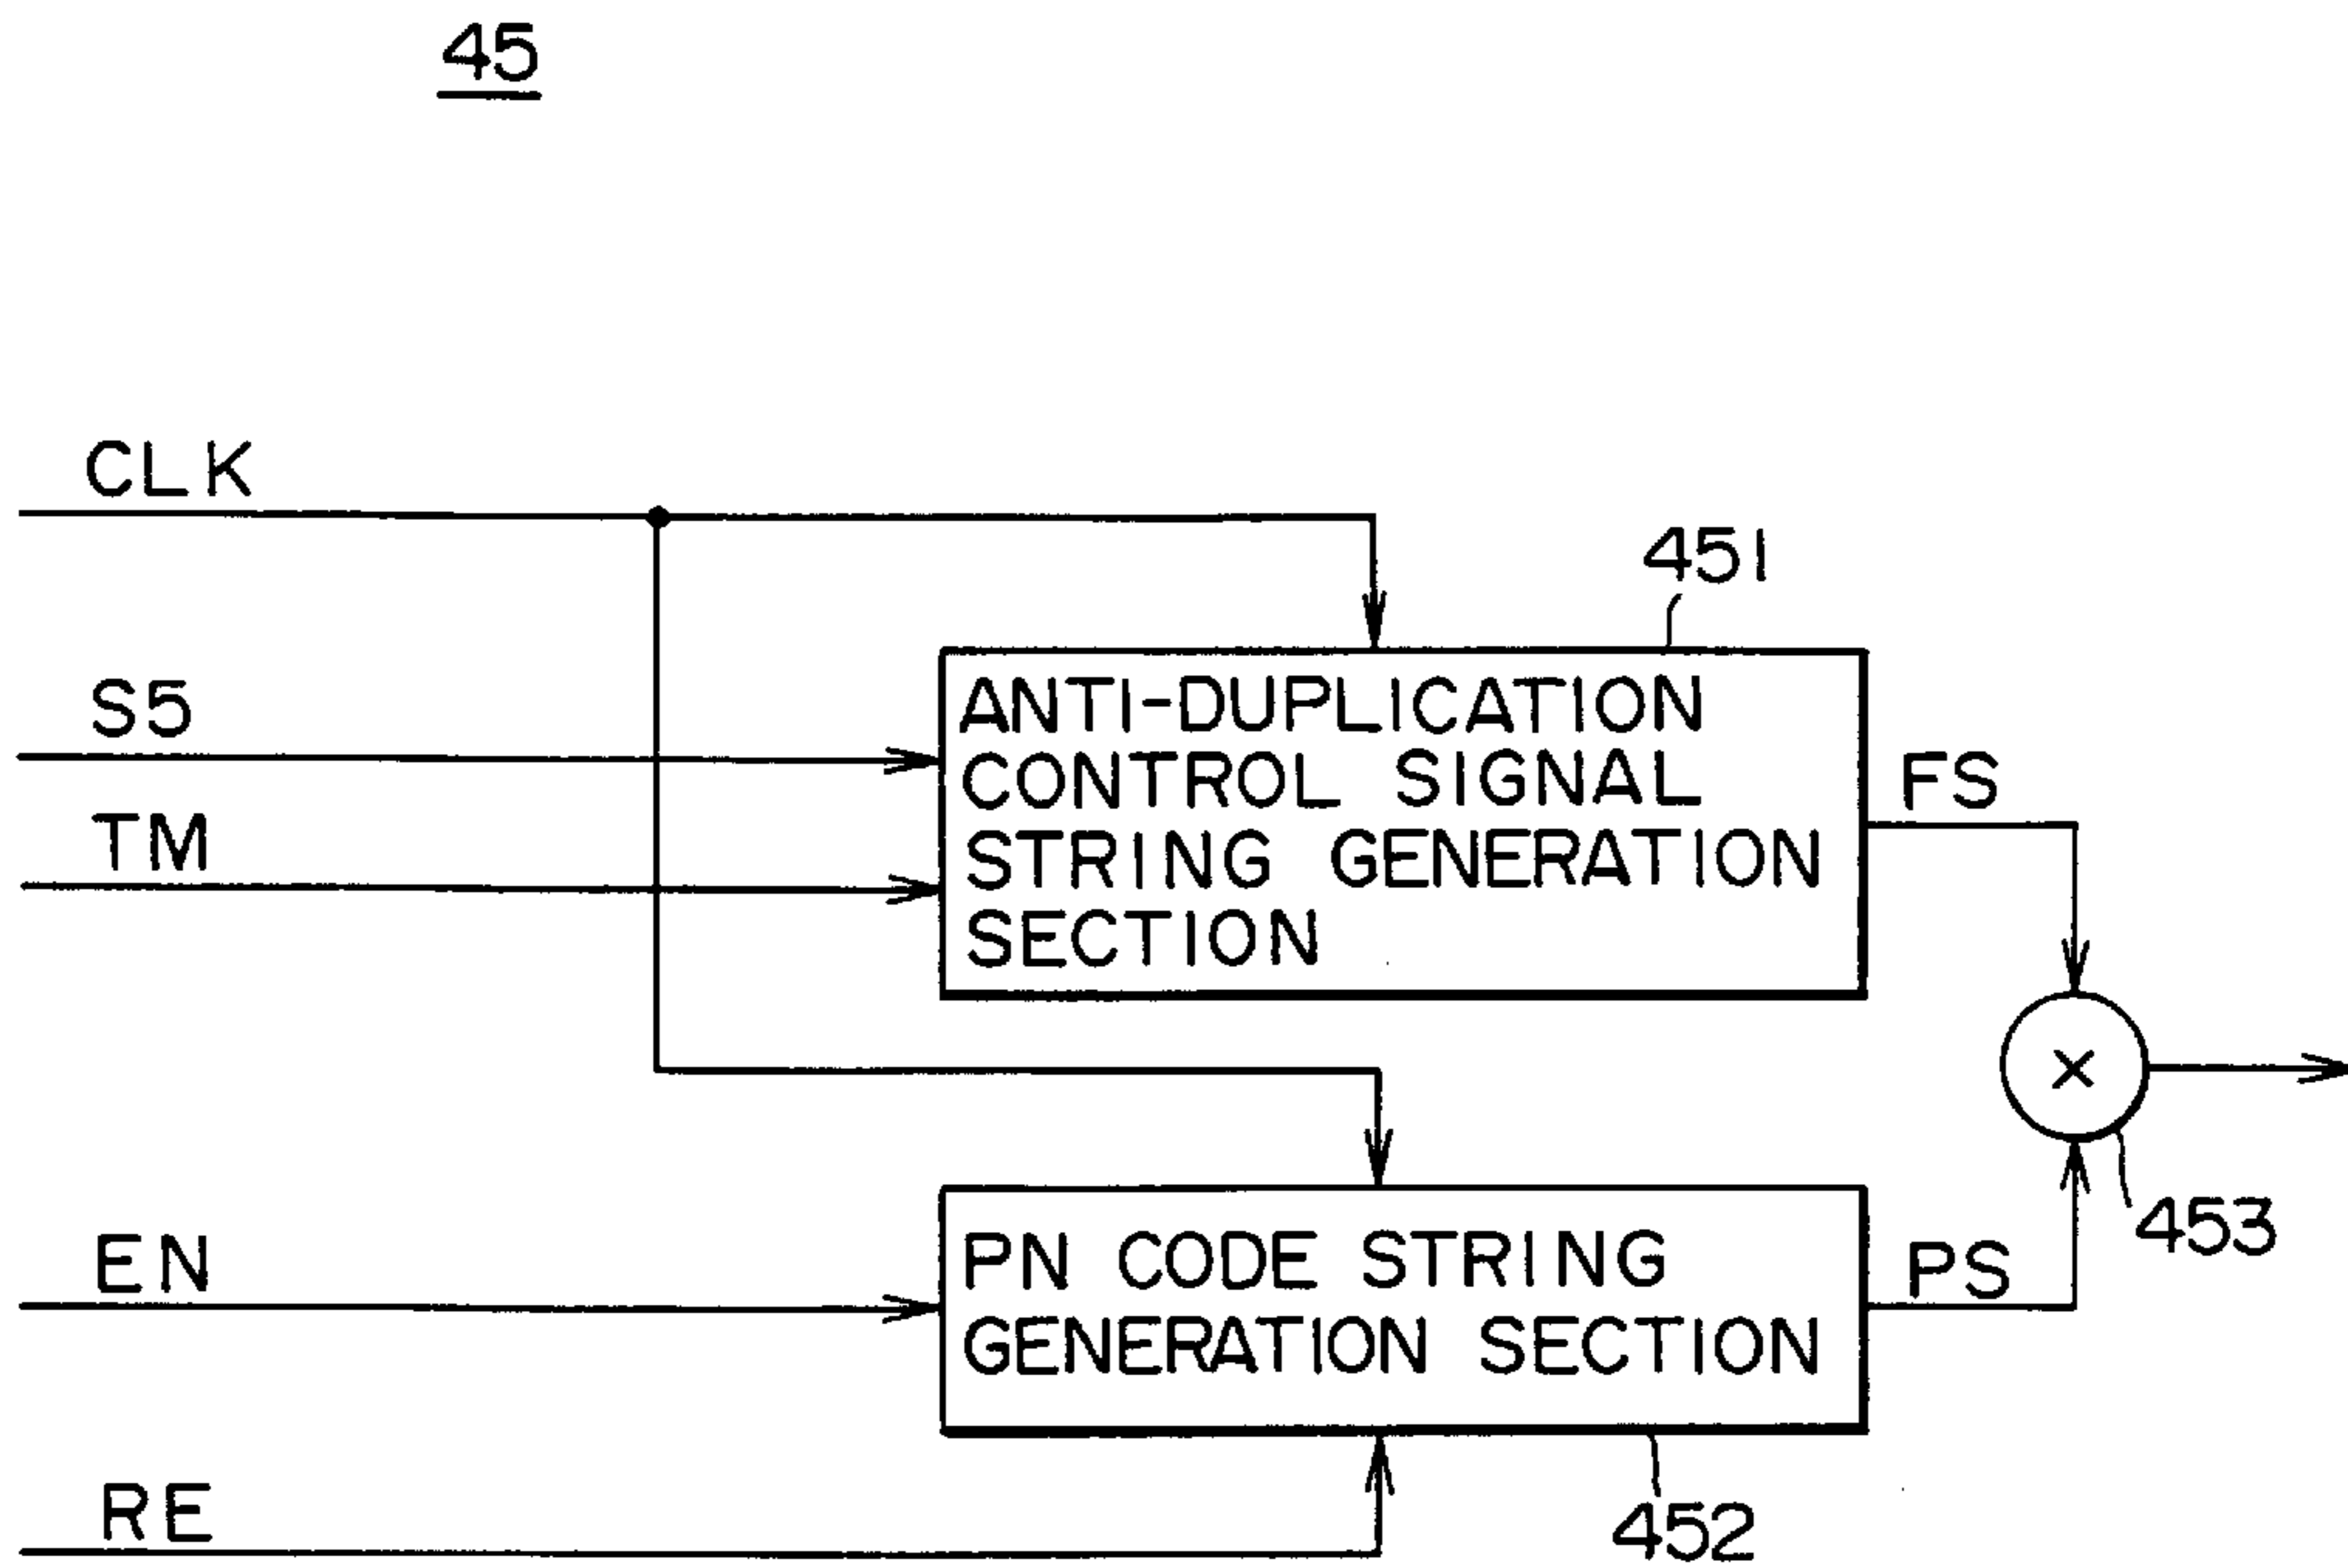 45
CLK
451
S5
ANTI-DUPLICATION
CONTROL SIGNAL
STRING GENERATION
SECTION
FS
TM
×
453
EN
PN CODE STRING
GENERATION SECTION
PS
RE
452